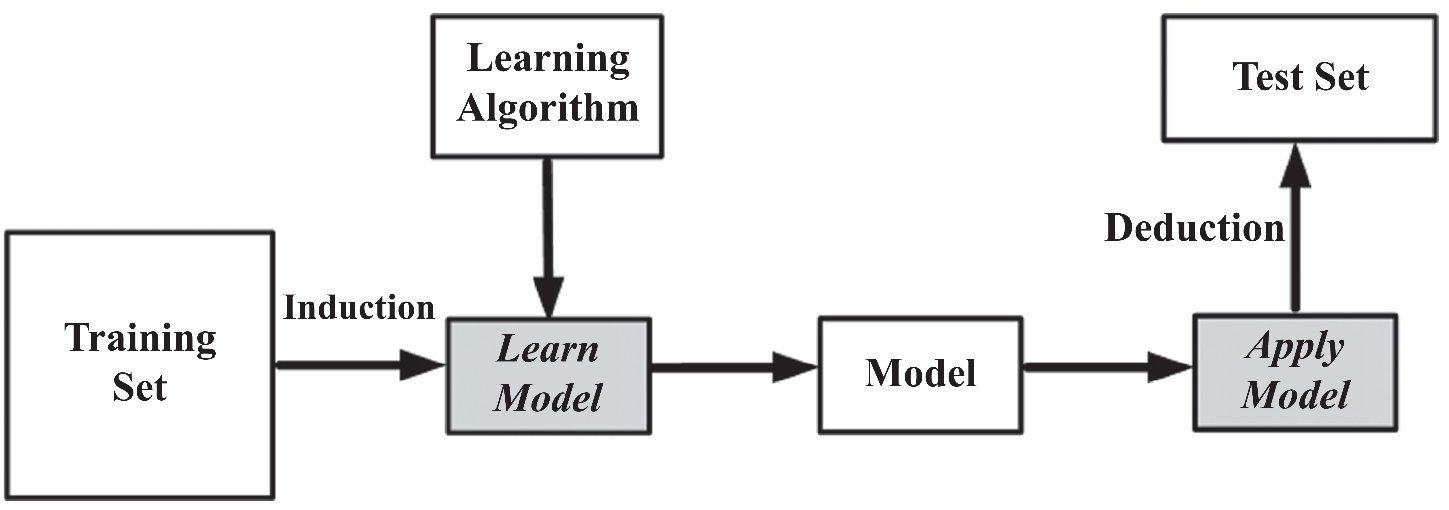 Learning
Algorithm
Test Set
Deduction
Training
Set
Induction
Learn
Model
Model
Apply
Model